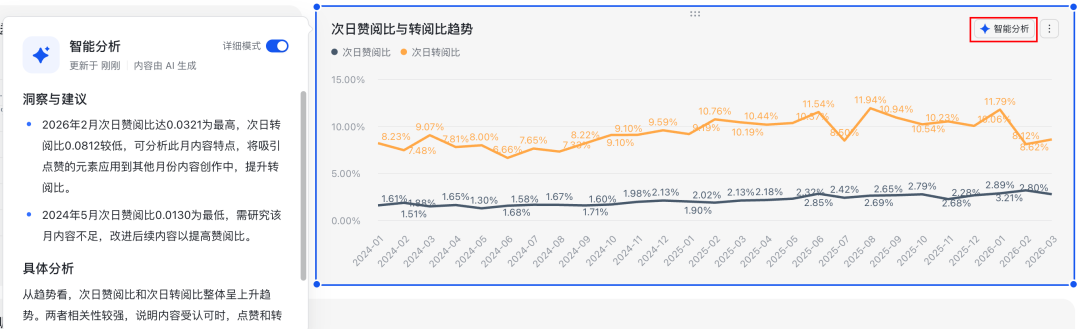 智能分析
详细模式
更新于 刚刚 内容由 AI 生成
洞察与建议
2026年2月次日赞阅比达0.0321为最高，次日转
阅比0.0812较低，可分析此月内容特点，将吸引
点赞的元素应用到其他月份内容创作中，提升转
阅比。
2024年5月次日赞阅比0.0130为最低，需研究该
月内容不足，改进后续内容以提高赞阅比。
具体分析
从趋势看，次日赞阅比和次日转阅比整体呈上升趋
势。两者相关性较强，说明内容受认可时，点赞和转
次日赞阅比与转阅比趋势
智能分析
次日赞阅比 次日转阅比
15.00%
10.00%
5.00%
0.00%
8.23% 7.48% 9.07% 7.81% 8.00% 6.66% 7.65% 7.33% 8.22% 9.10% 9.10% 9.59% 9.19% 10.76% 10.19% 10.44% 10.37% 11.54% 8.50% 11.94% 10.94% 10.54% 10.23% 10.06% 11.79% 8.12% 8.62%
1.61% 1.88% 1.51% 1.65% 1.30% 1.58% 1.68% 1.67% 1.60% 1.71% 1.98% 2.13% 2.02% 1.90% 2.13% 2.18% 2.32% 2.85% 2.42% 2.65% 2.69% 2.79% 2.28% 2.68% 2.89% 3.21% 2.80%
2024-01 2024-02 2024-03 2024-04 2024-05 2024-06 2024-07 2024-08 2024-09 2024-10 2024-11 2024-12 2025-01 2025-02 2025-03 2025-04 2025-05 2025-06 2025-07 2025-08 2025-09 2025-10 2025-11 2025-12 2026-01 2026-02 2026-03